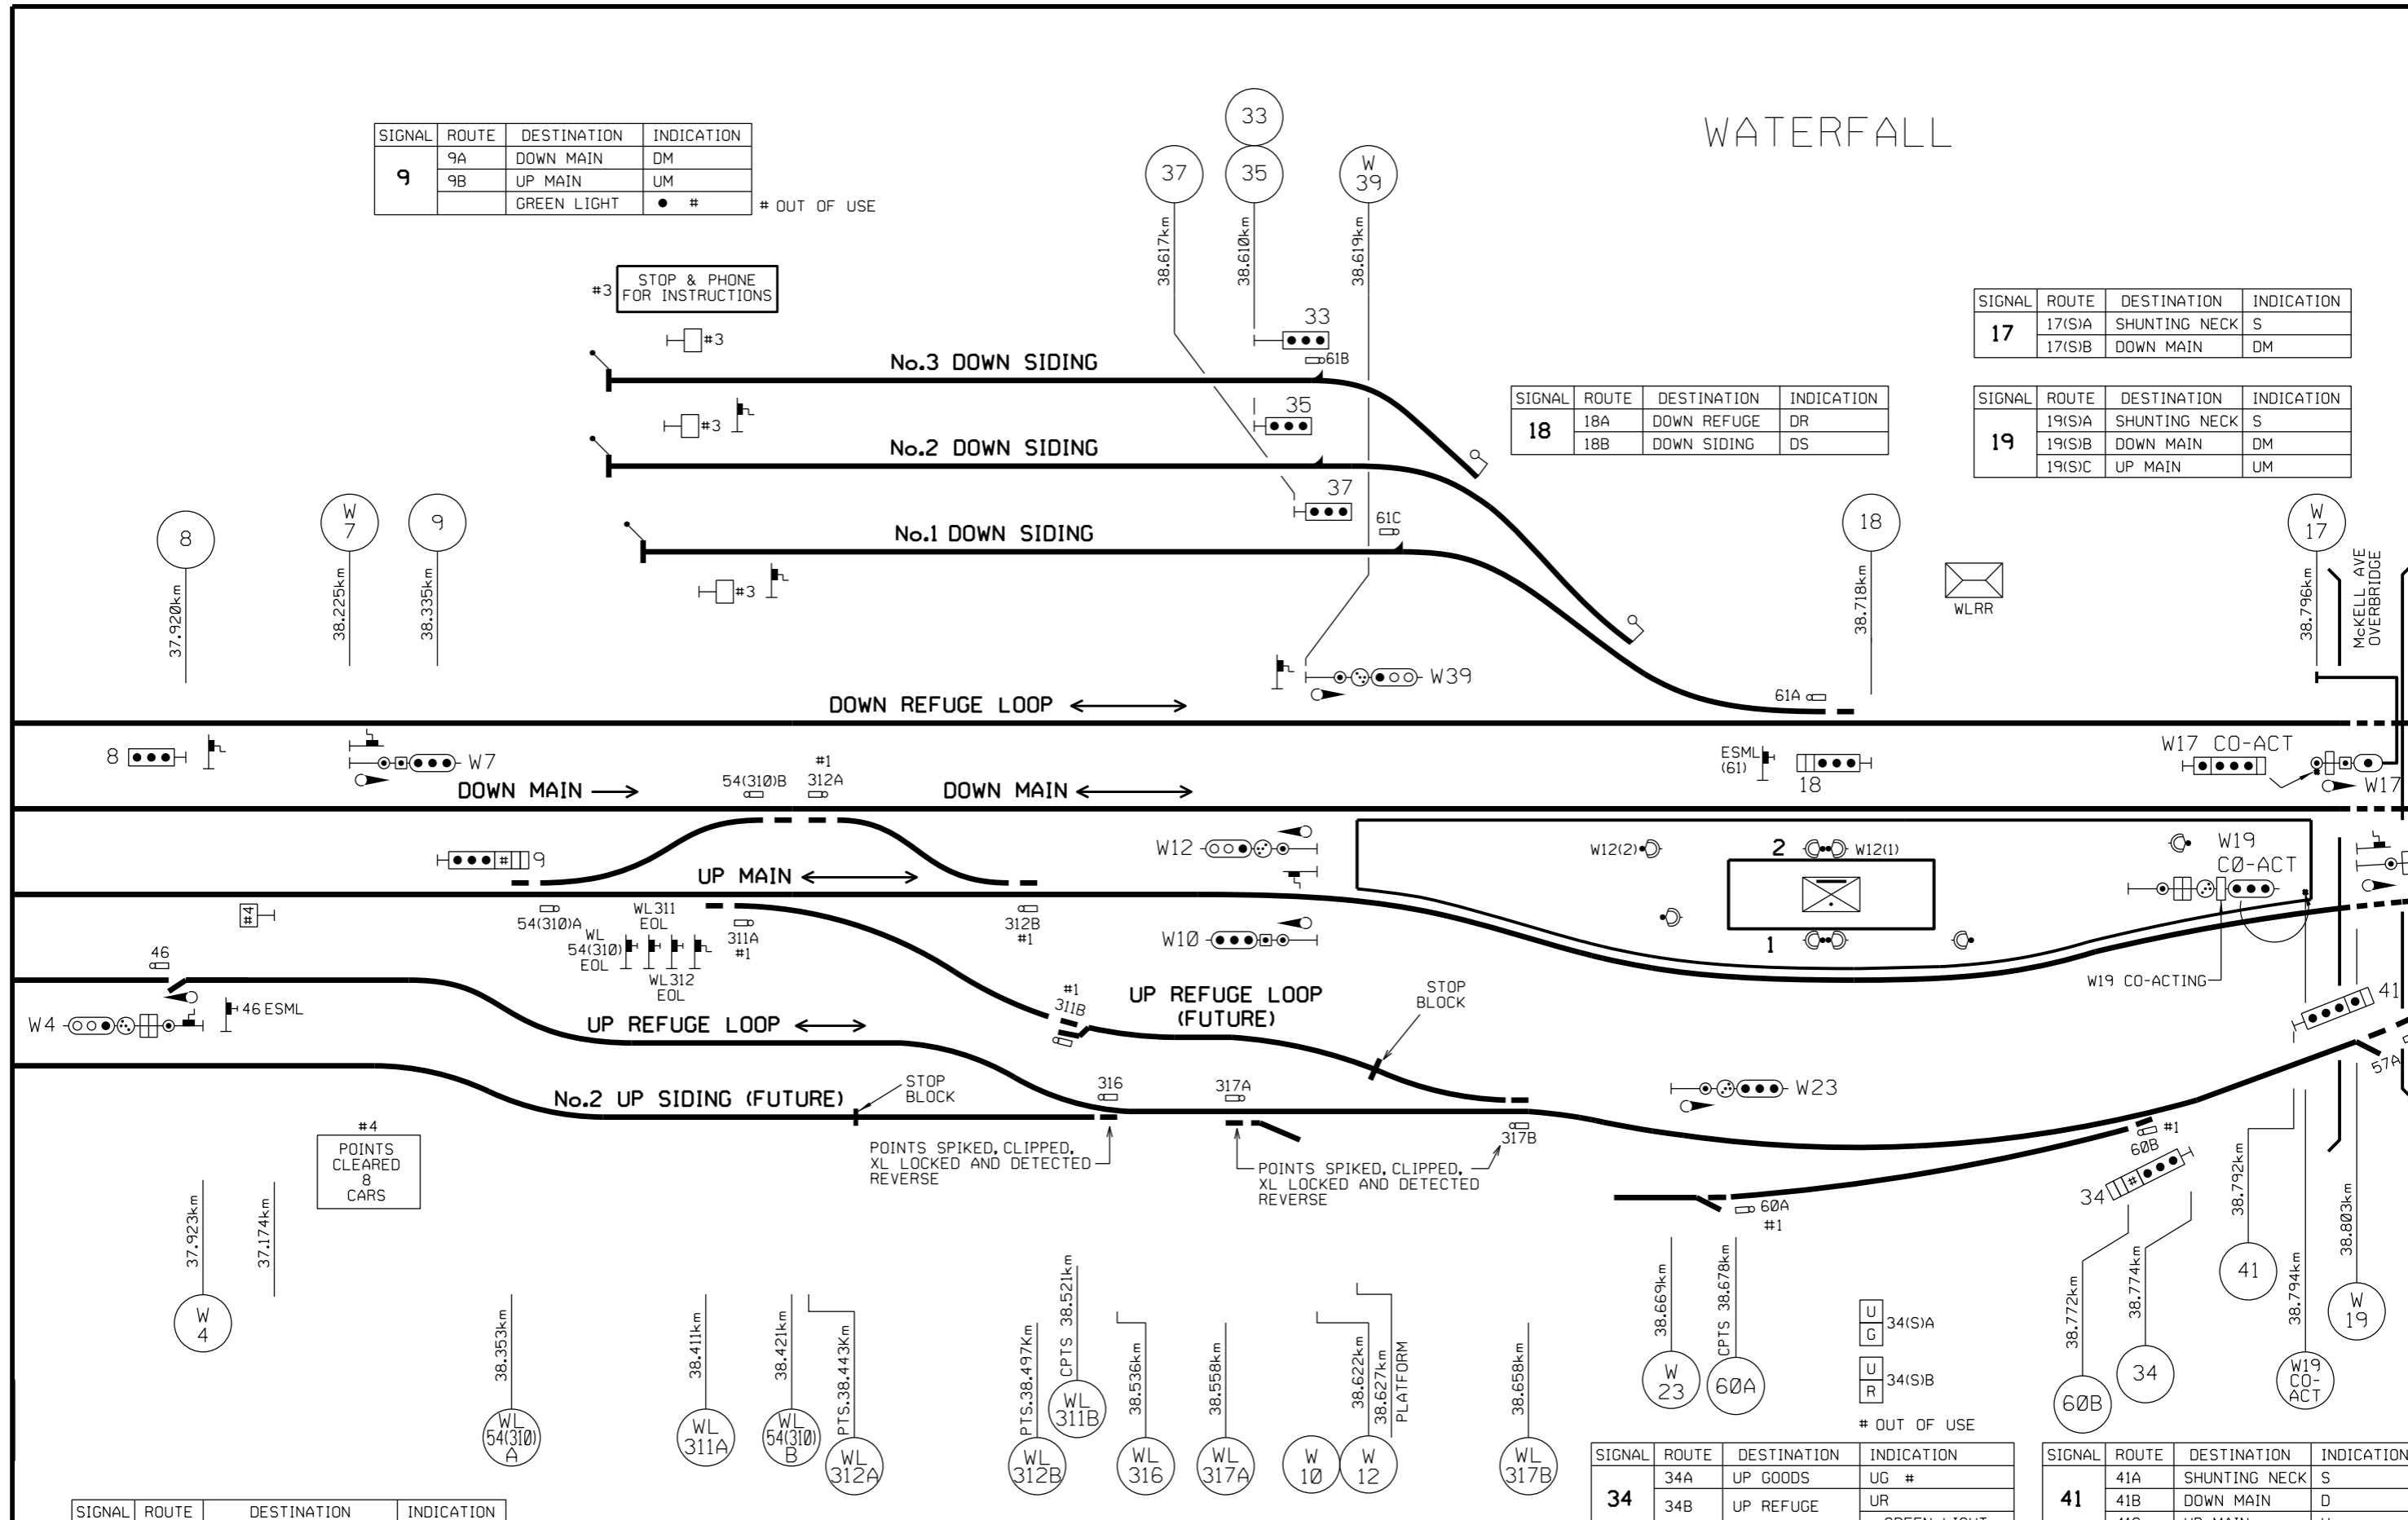 WATERFALL
SIGNAL ROUTE DESTINATION INDICATION
9 9A DOWN MAIN DM
9B UP MAIN UM
GREEN LIGHT ● #
# OUT OF USE
33
37 35 W 39
38.617km 38.610km 38.619km
#3 STOP & PHONE
FOR INSTRUCTIONS
#3
33
61B
No.3 DOWN SIDING
#3
35
No.2 DOWN SIDING
37
61C
No.1 DOWN SIDING
#3
SIGNAL ROUTE DESTINATION INDICATION
17 17(S)A SHUNTING NECK S
17(S)B DOWN MAIN DM
SIGNAL ROUTE DESTINATION INDICATION
18 18A DOWN REFUGE DR
18B DOWN SIDING DS
SIGNAL ROUTE DESTINATION INDICATION
19 19(S)A SHUNTING NECK S
19(S)B DOWN MAIN DM
19(S)C UP MAIN UM
8 W 7 9 18 W 17
37.920km 38.225km 38.335km 38.718km 38.796km
WLRR
McKELL AVE
OVERBRIDGE
W39
61A
DOWN REFUGE LOOP
8 W7
54(310)B
#1
312A
ESML
(61)
18
W17 CO-ACT
W17
DOWN MAIN DOWN MAIN
9
UP MAIN
W12
W12(2) 2 W12(1)
W19
CO-ACT
#4
54(310)A
WL311
EOL
WL
54(310)
EOL
WL312
EOL
311A
#1
312B
#1
W10
1
W19 CO-ACTING
41
46
W4
46 ESML
UP REFUGE LOOP
#1
311B
UP REFUGE LOOP
(FUTURE)
STOP
BLOCK
57A
No.2 UP SIDING (FUTURE)
STOP
BLOCK
316 317A
W23
317B
POINTS SPIKED, CLIPPED,
XL LOCKED AND DETECTED
REVERSE
POINTS SPIKED, CLIPPED,
XL LOCKED AND DETECTED
REVERSE
#1
60B
34 #
60A
#1
#4
POINTS
CLEARED
8
CARS
37.923km 37.174km
W 4
38.353km
WL 54(310) A
38.411km
WL 311A
38.421km
WL 54(310) B
PTS.38.443Km
WL 312A
PTS.38.497Km
WL 312B
CPTS 38.521km
WL 311B
38.536km
WL 316
38.558km
WL 317A
W 10
38.622km
W 12
38.627km
PLATFORM
38.658km
WL 317B
38.669km
W 23
CPTS 38.678km
60A
U
G 34(S)A
U
R 34(S)B
# OUT OF USE
38.772km
60B
38.774km
34
38.792km
41
38.794km
W19 CO-ACT
38.803km
W 19
SIGNAL ROUTE DESTINATION INDICATION
34 34A UP GOODS UG #
34B UP REFUGE UR
GREEN LIGHT
SIGNAL ROUTE DESTINATION INDICATION
41 41A SHUNTING NECK S
41B DOWN MAIN D
SIGNAL ROUTE DESTINATION INDICATION